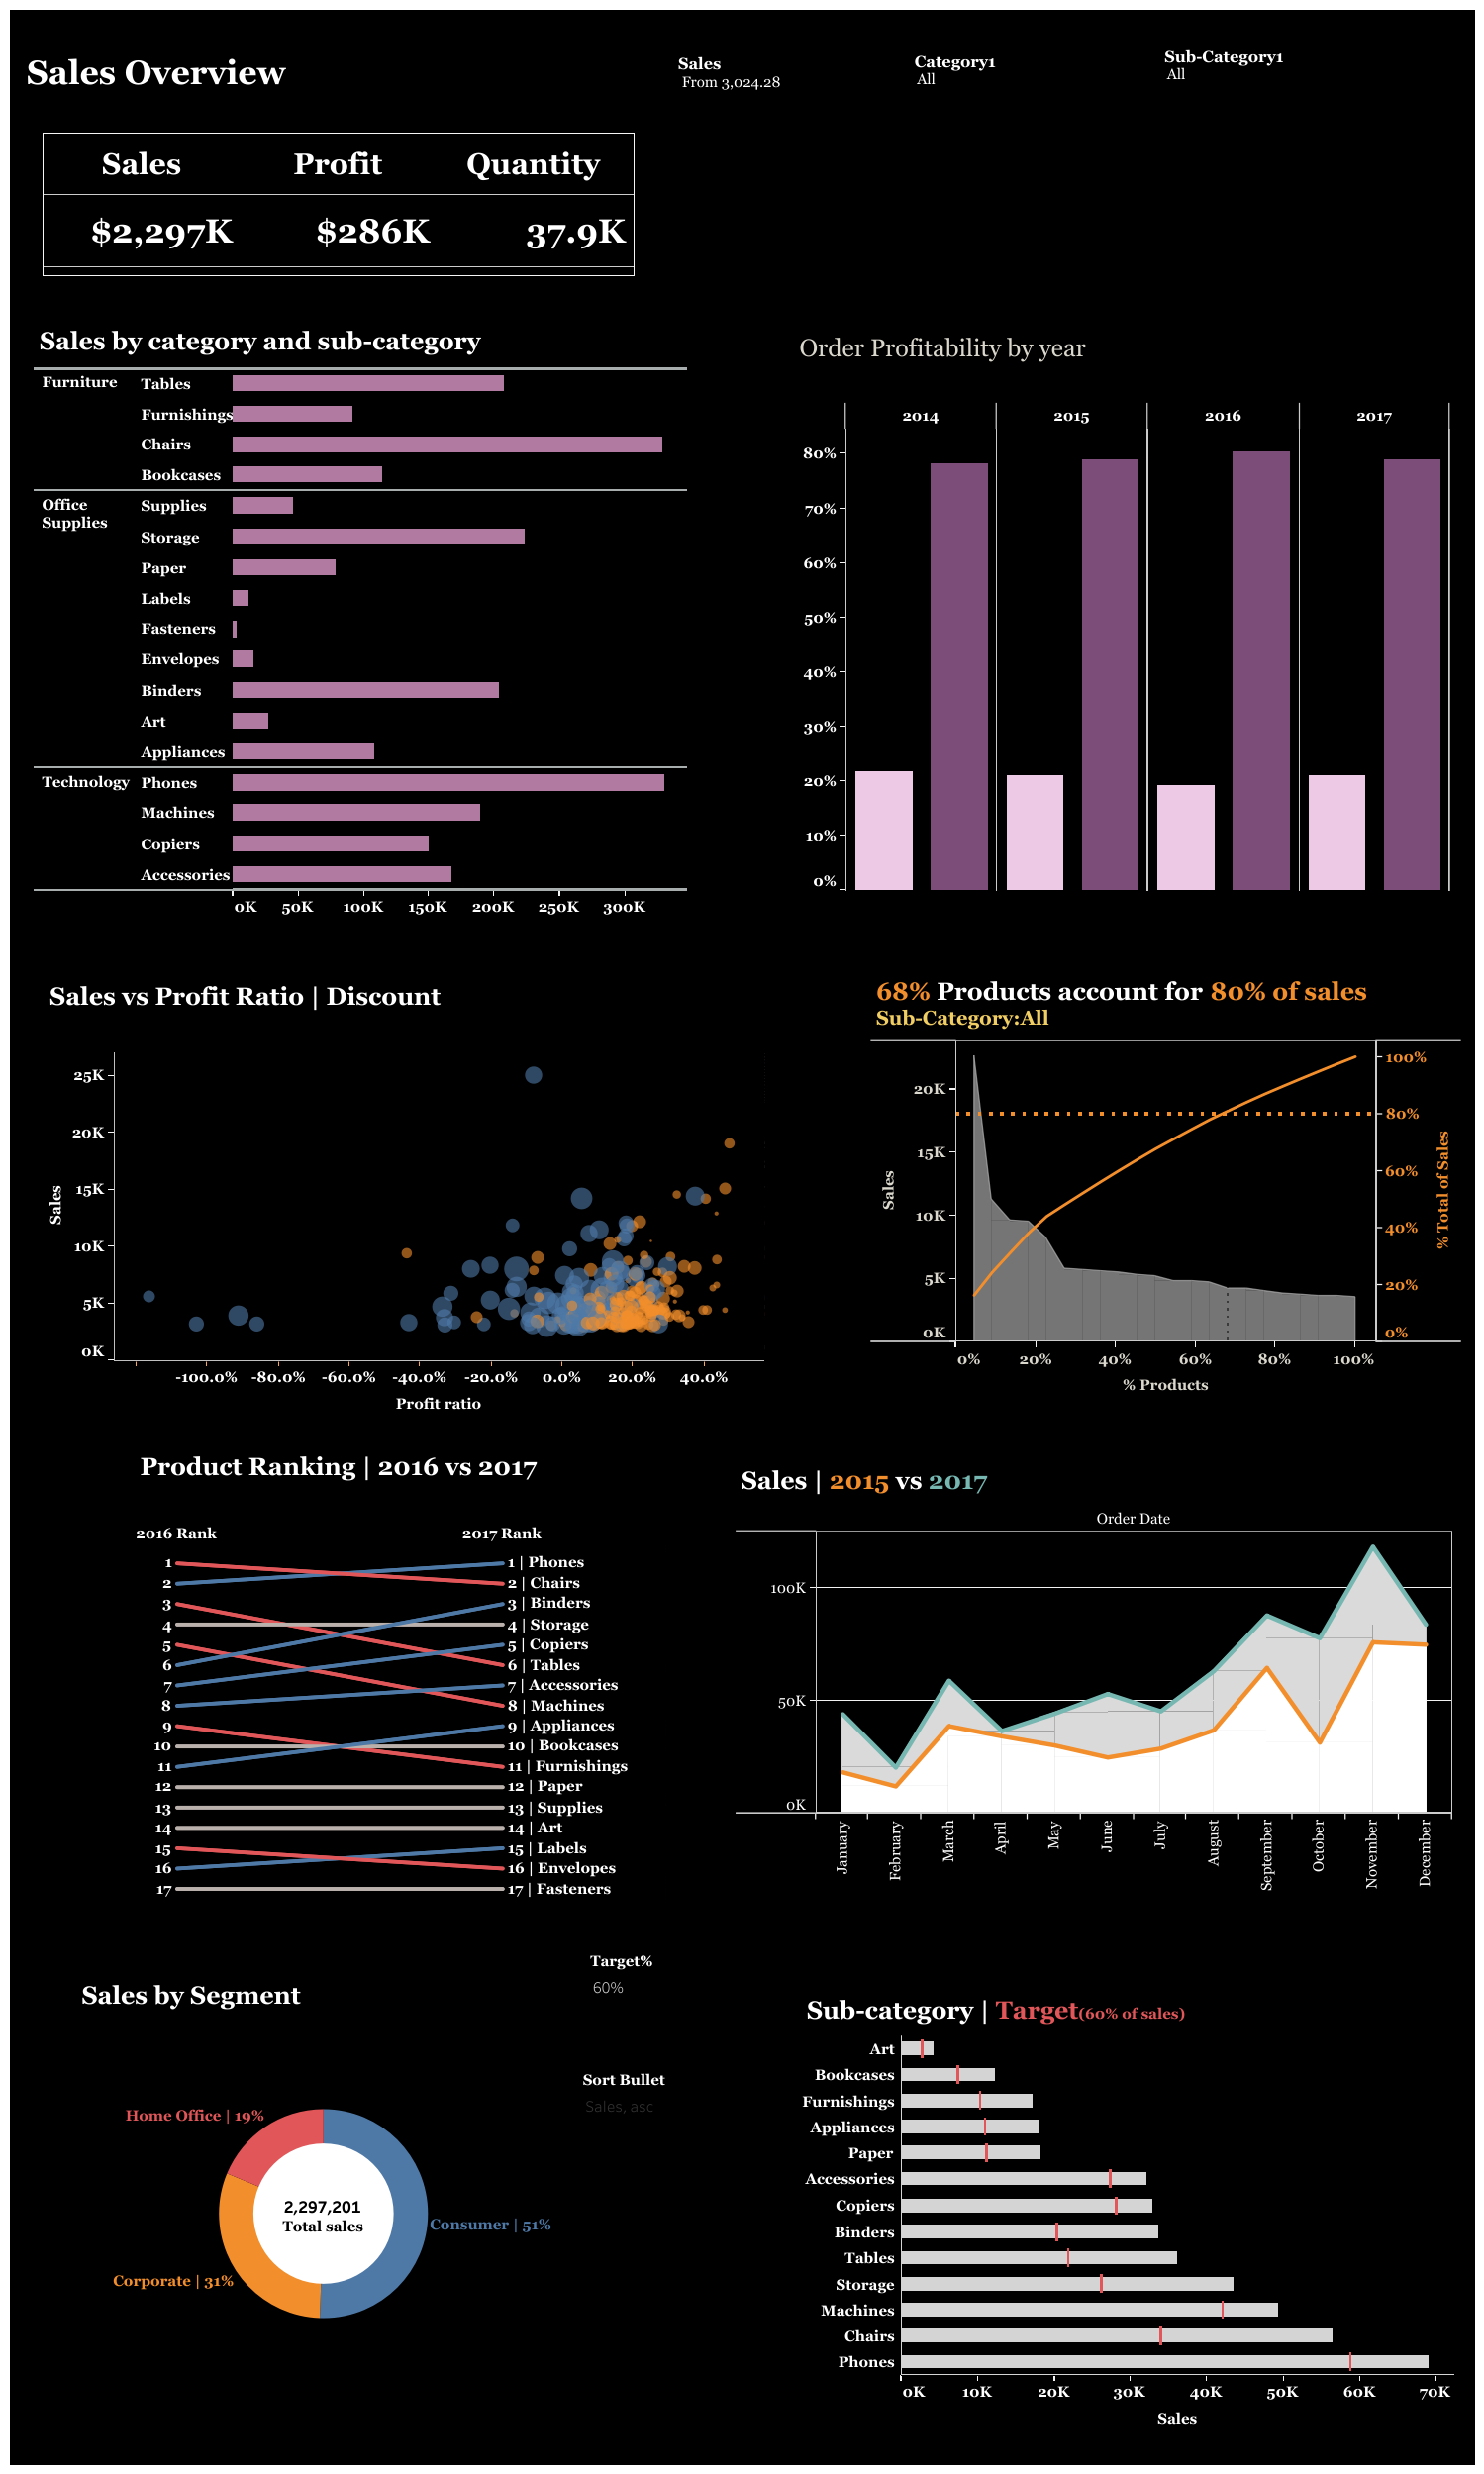 Sales Overview
Sales
From 3,024.28
Category1
All
Sub-Category1
All
Sales Profit Quantity
$2,297K $286K 37.9K
Sales by category and sub-category
Furniture Tables
Furnishings
Chairs
Bookcases
Office
Supplies
Supplies
Storage
Paper
Labels
Fasteners
Envelopes
Binders
Art
Appliances
Technology Phones
Machines
Copiers
Accessories
0K 50K 100K 150K 200K 250K 300K
Order Profitability by year
2014 2015 2016 2017
80%
70%
60%
50%
40%
30%
20%
10%
0%
Sales vs Profit Ratio | Discount
25K
20K
15K
10K
5K
0K
Sales
-100.0% -80.0% -60.0% -40.0% -20.0% 0.0% 20.0% 40.0%
Profit ratio
68% Products account for 80% of sales
Sub-Category:All
20K
15K
10K
5K
0K
Sales
100%
80%
60%
40%
20%
0%
% Total of Sales
0% 20% 40% 60% 80% 100%
% Products
Product Ranking | 2016 vs 2017
2016 Rank 2017 Rank
1 1 | Phones
2 2 | Chairs
3 3 | Binders
4 4 | Storage
5 5 | Copiers
6 6 | Tables
7 7 | Accessories
8 8 | Machines
9 9 | Appliances
10 10 | Bookcases
11 11 | Furnishings
12 12 | Paper
13 13 | Supplies
14 14 | Art
15 15 | Labels
16 16 | Envelopes
17 17 | Fasteners
Sales | 2015 vs 2017
Order Date
100K
50K
0K
January February March April May June July August September October November December
Sales by Segment
Target%
60%
Sort Bullet
Sales, asc
Home Office | 19%
2,297,201
Total sales
Consumer | 51%
Corporate | 31%
Sub-category | Target(60% of sales)
Art
Bookcases
Furnishings
Appliances
Paper
Accessories
Copiers
Binders
Tables
Storage
Machines
Chairs
Phones
0K 10K 20K 30K 40K 50K 60K 70K
Sales